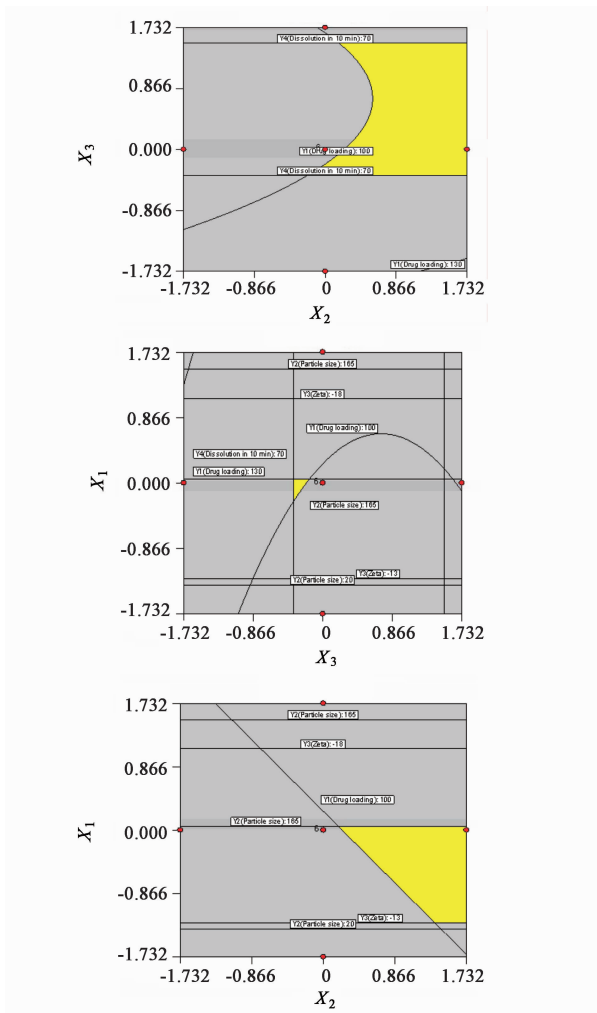 1.732
Y4(Dissolution in 10 min): 70
0.866
X3
0.000
6
Y1(Drug loading): 100
Y4(Dissolution in 10 min): 70
-0.866
Y1(Drug loading): 130
-1.732
-1.732 -0.866 0 0.866 1.732
X2
1.732
Y2(Particle size): 165
Y3(Zeta): -18
0.866
Y1(Drug loading): 100
Y4(Dissolution in 10 min): 70
Y1(Drug loading): 130
X1
0.000
6
Y2(Particle size): 165
-0.866
Y3(Zeta): -13
Y2(Particle size): 20
-1.732
-1.732 -0.866 0 0.866 1.732
X3
1.732
Y2(Particle size): 165
Y3(Zeta): -18
0.866
Y1(Drug loading): 100
Y2(Particle size): 165
X1
0.000
6
-0.866
Y3(Zeta): -13
Y2(Particle size): 20
-1.732
-1.732 -0.866 0 0.866 1.732
X2